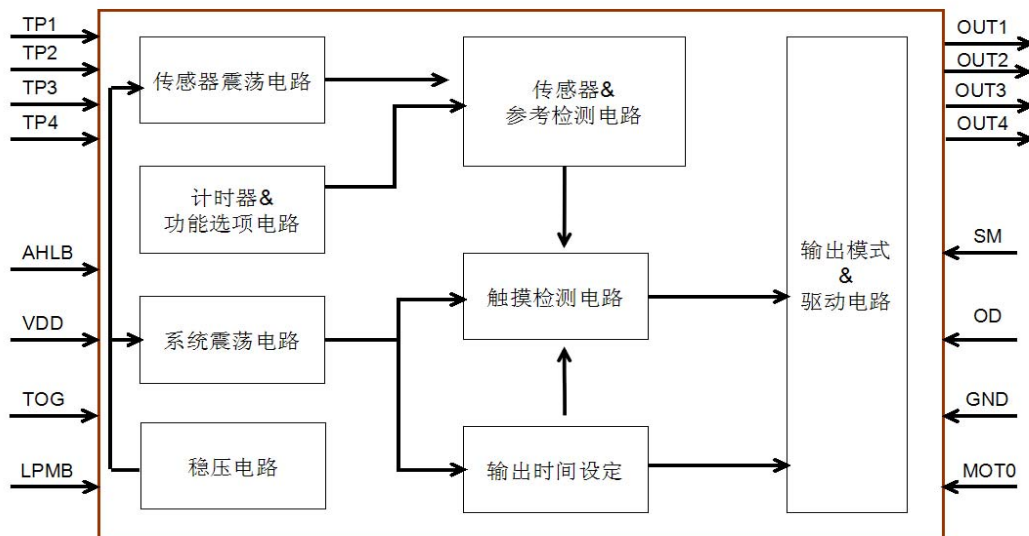 TP1
TP2
TP3
TP4
AHLB
VDD
TOG
LPMB
传感器震荡电路
计时器&
功能选项电路
系统震荡电路
稳压电路
传感器&
参考检测电路
触摸检测电路
输出时间设定
输出模式
&
驱动电路
OUT1
OUT2
OUT3
OUT4
SM
OD
GND
MOT0